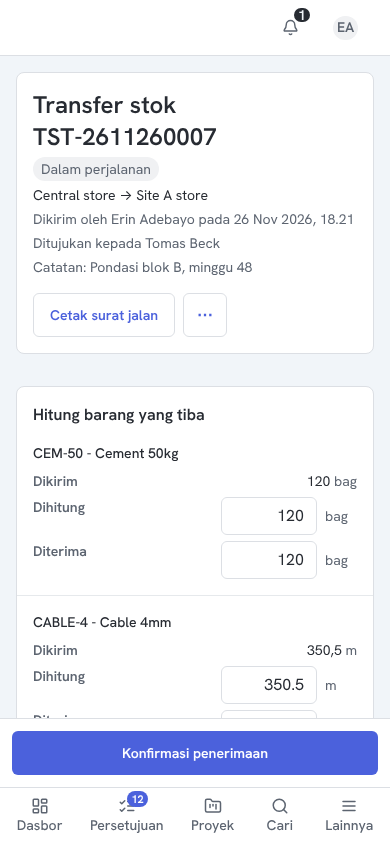 1
EA
Transfer stok
TST-2611260007
Dalam perjalanan
Central store → Site A store
Dikirim oleh Erin Adebayo pada 26 Nov 2026, 18.21
Ditujukan kepada Tomas Beck
Catatan: Pondasi blok B, minggu 48
Cetak surat jalan
Hitung barang yang tiba
CEM-50 - Cement 50kg
Dikirim 120 bag
Dihitung 120 bag
Diterima 120 bag
CABLE-4 - Cable 4mm
Dikirim 350,5 m
Dihitung 350.5 m
Konfirmasi penerimaan
12
Dasbor Persetujuan Proyek Cari Lainnya